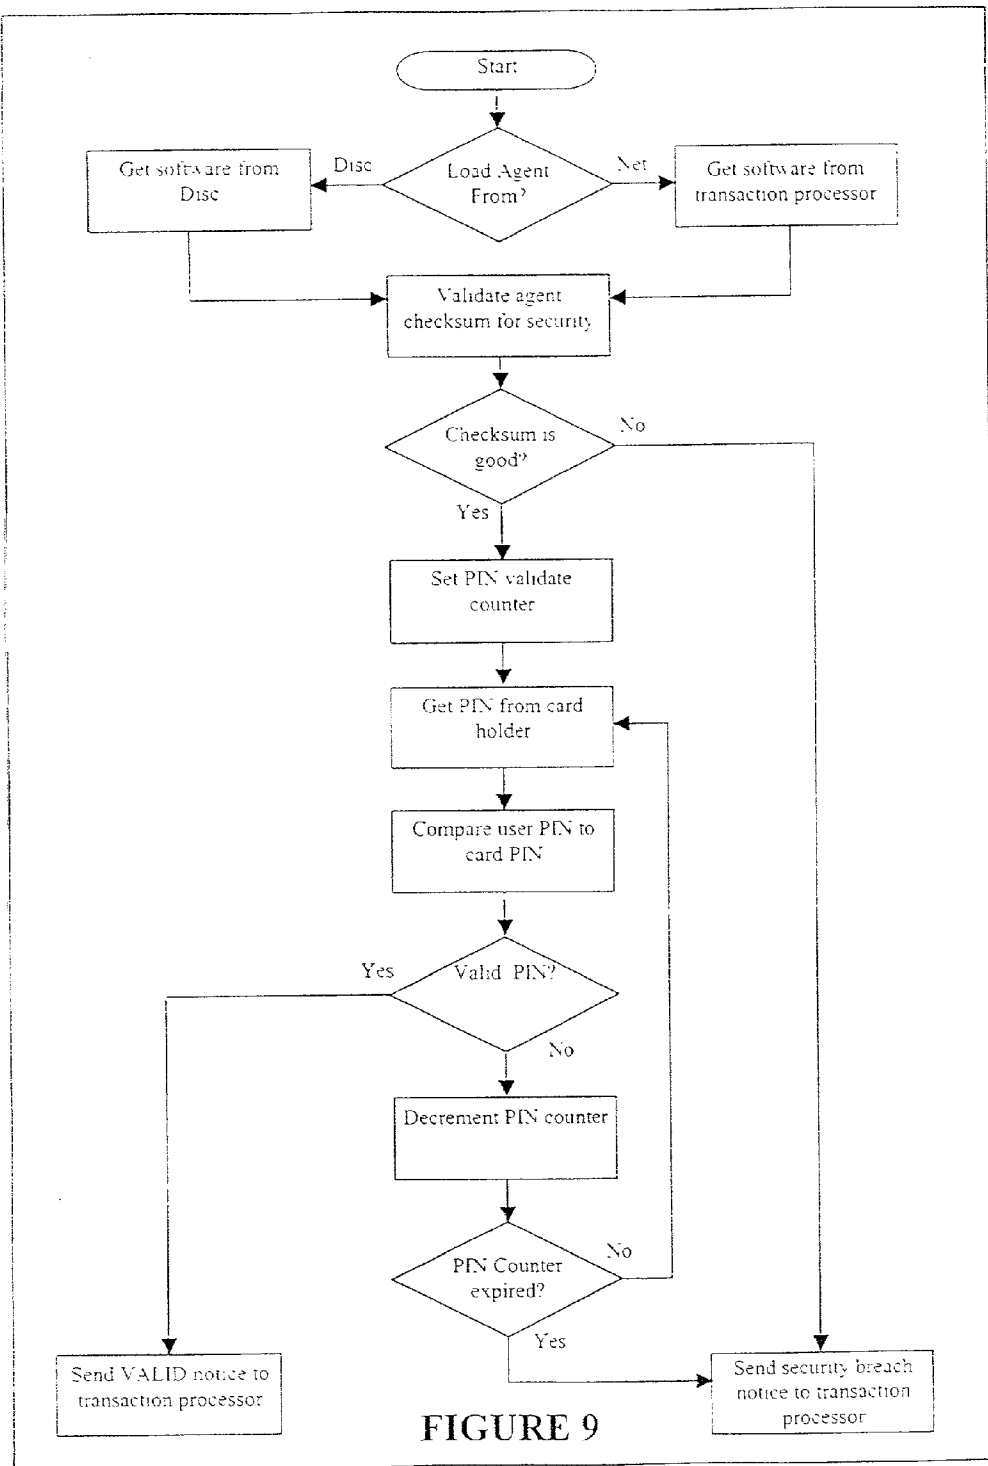 Start
Load Agent
From?
Disc
Net
Get software from
Disc
Get software from
transaction processor
Validate agent
checksum for security
Checksum is
good?
No
Yes
Set PIN validate
counter
Get PIN from card
holder
Compare user PIN to
card PIN
Valid PIN?
Yes
No
Decrement PIN counter
PIN Counter
expired?
No
Yes
Send VALID notice to
transaction processor
Send security breach
notice to transaction
processor
FIGURE 9